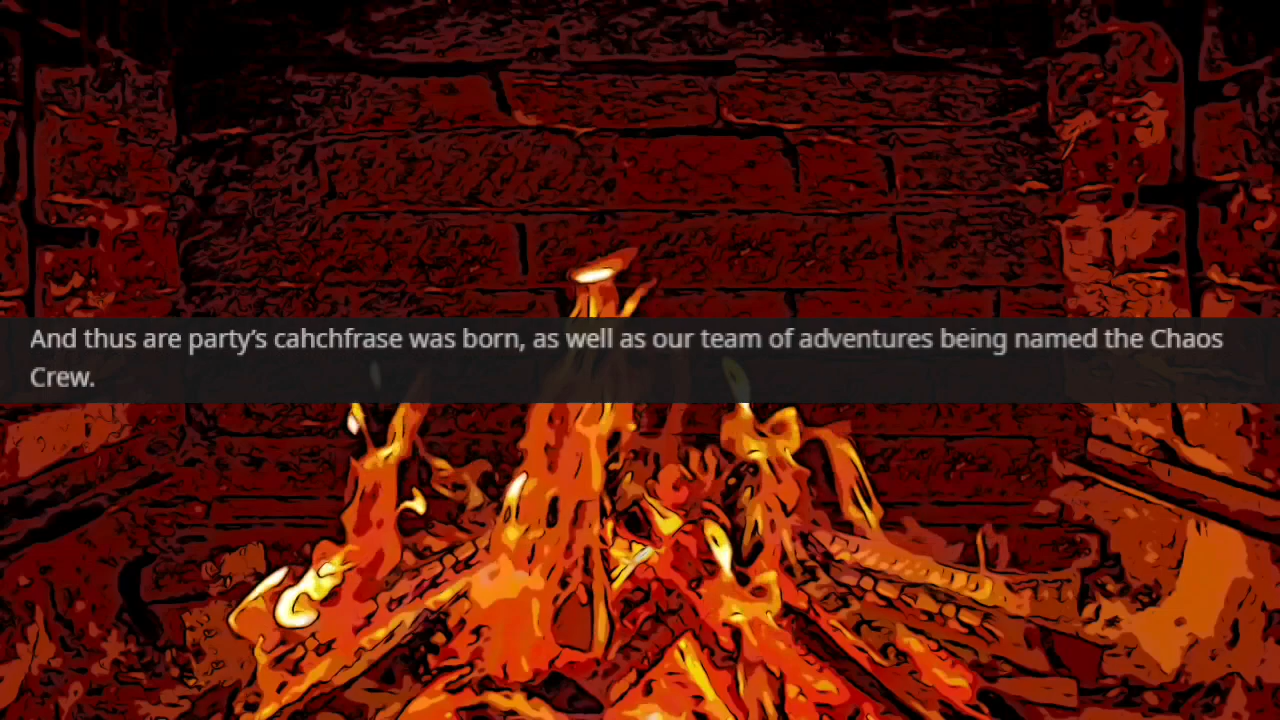 And thus are party’s cahchfrase was born, as well as our team of adventures being named the Chaos
Crew.